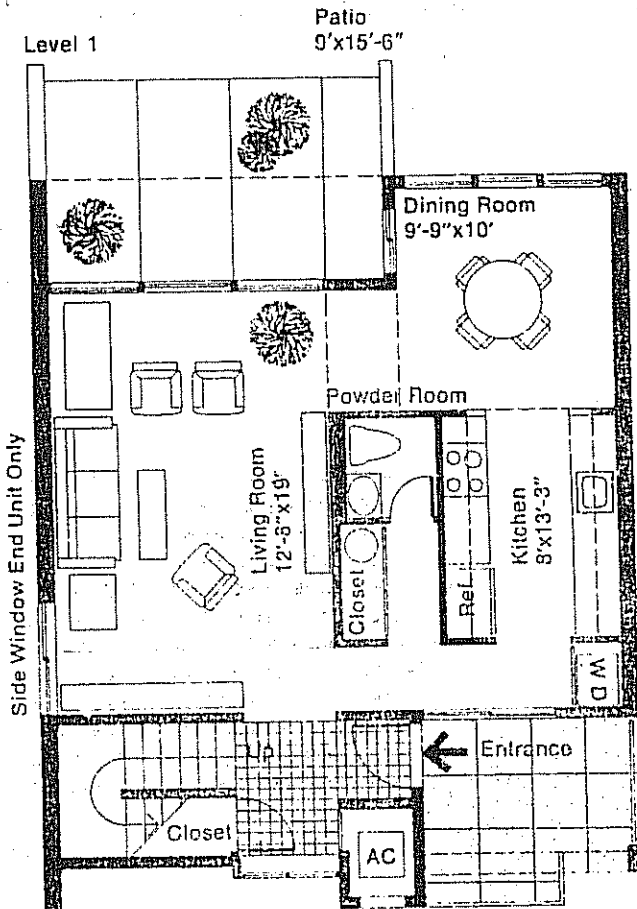 Level 1
Patio
9'x15'-6"
Dining Room
9'-9"x10'
Powder Room
Living Room
12'-6"x19'
Kitchen
8'x13'-3"
Closet
Ref.
W D
Side Window End Unit Only
Up
Entrance
Closet
AC